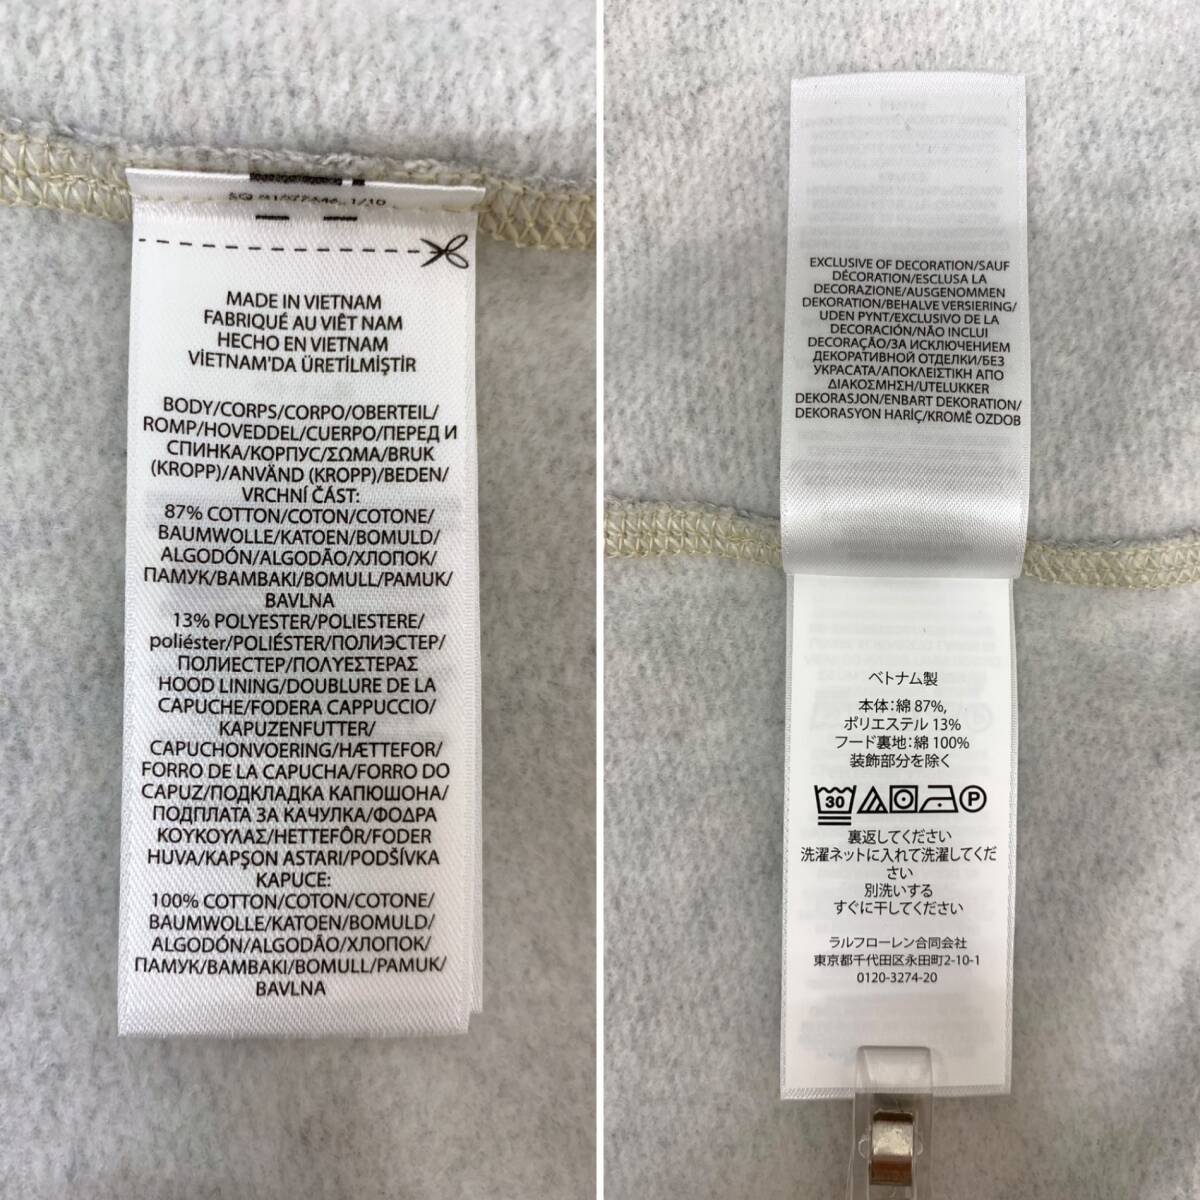 MADE IN VIETNAM
FABRIQUÉ AU VIÊT NAM
HECHO EN VIETNAM
VİETNAM'DA ÜRETİLMİŞTİR
BODY/CORPS/CORPO/OBERTEIL/
ROMP/HOVEDDEL/CUERPO/ПЕРЕД И
СПИНКА/КОРПУС/ΣΩΜΑ/BRUK
(KROPP)/ANVÄND (KROPP)/BEDEN/
VRCHNÍ ČÁST:
87% COTTON/COTON/COTONE/
BAUMWOLLE/KATOEN/BOMULD/
ALGODÓN/ALGODÃO/ХЛОПОК/
ПАМУК/ΒΑΜΒΑΚΙ/BOMULL/PAMUK/
BAVLNA
13% POLYESTER/POLIESTERE/
poliéster/POLIÉSTER/ПОЛИЭСТЕР/
ПОЛИЕСТЕР/ΠΟΛΥΕΣΤΕΡΑΣ
HOOD LINING/DOUBLURE DE LA
CAPUCHE/FODERA CAPPUCCIO/
KAPUZENFUTTER/
CAPUCHONVOERING/HÆTTEFOR/
FORRO DE LA CAPUCHA/FORRO DO
CAPUZ/ПОДКЛАДКА КАПЮШОНА/
ПОДПЛАТА ЗА КАЧУЛКА/ΦΟΔΡΑ
ΚΟΥΚΟΥΛΑΣ/HETTEFÔR/FODER
HUVA/KAPŞON ASTARI/PODŠÍVKA
KAPUCE:
100% COTTON/COTON/COTONE/
BAUMWOLLE/KATOEN/BOMULD/
ALGODÓN/ALGODÃO/ХЛОПОК/
ПАМУК/ΒΑΜΒΑΚΙ/BOMULL/PAMUK/
BAVLNA
EXCLUSIVE OF DECORATION/SAUF
DÉCORATION/ESCLUSA LA
DECORAZIONE/AUSGENOMMEN
DEKORATION/BEHALVE VERSIERING/
UDEN PYNT/EXCLUSIVO DE LA
DECORACIÓN/NÃO INCLUI
DECORAÇÃO/ЗА ИСКЛЮЧЕНИЕМ
ДЕКОРАТИВНОЙ ОТДЕЛКИ/БЕЗ
УКРАСАТА/ΑΠΟΚΛΕΙΣΤΙΚΗ ΑΠΟ
ΔΙΑΚΟΣΜΗΣΗ/UTELUKKER
DEKORASJON/ENBART DEKORATION/
DEKORASYON HARİÇ/KROMĚ OZDOB
ベトナム製
本体：綿 87%,
ポリエステル 13%
フード裏地：綿 100%
装飾部分を除く
30 P
裏返してください
洗濯ネットに入れて洗濯してくだ
さい
別洗いする
すぐに干してください
ラルフローレン合同会社
東京都千代田区永田町2-10-1
0120-3274-20